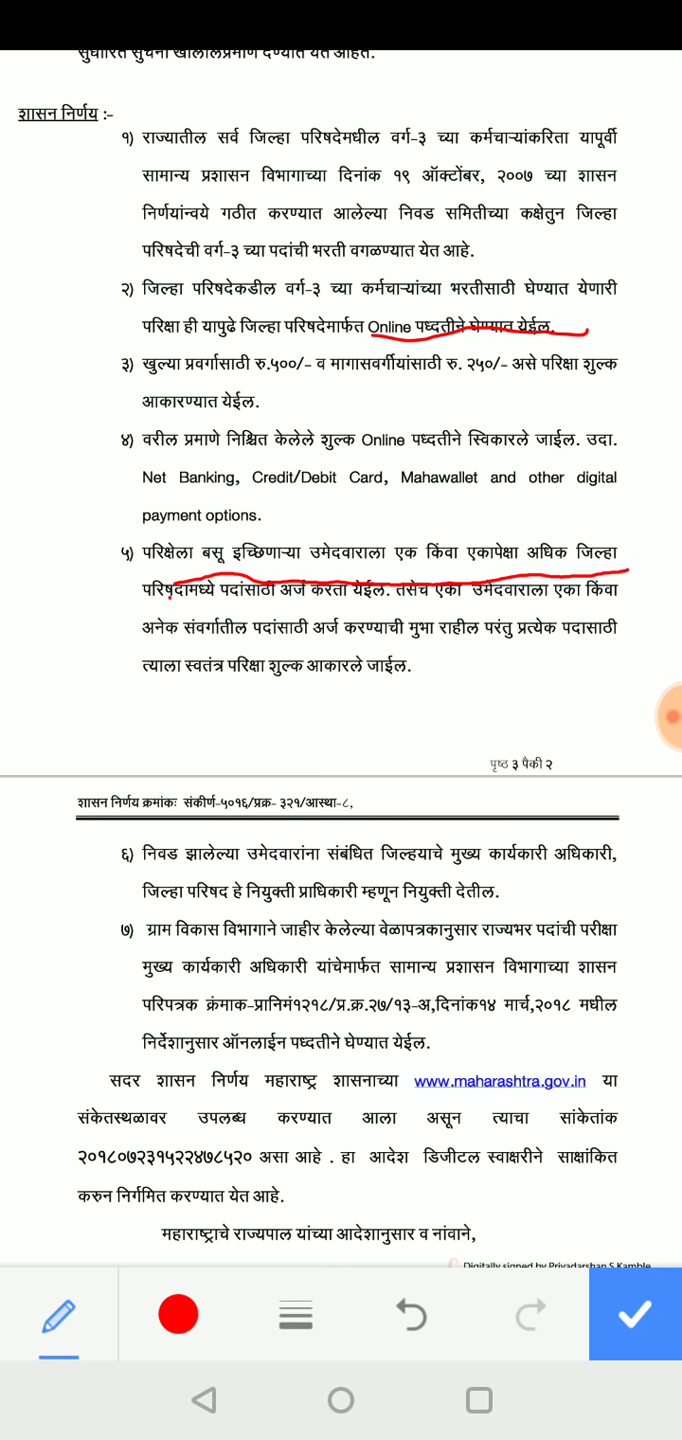 सुधारित सुचना खालीलप्रमाणे देण्यात येत आहेत.
शासन निर्णय :-
१) राज्यातील सर्व जिल्हा परिषदेमधील वर्ग-३ च्या कर्मचाऱ्यांकरिता यापूर्वी
सामान्य प्रशासन विभागाच्या दिनांक १९ ऑक्टोंबर, २००७ च्या शासन
निर्णयांन्वये गठीत करण्यात आलेल्या निवड समितीच्या कक्षेतुन जिल्हा
परिषदेची वर्ग-३ च्या पदांची भरती वगळण्यात येत आहे.
२) जिल्हा परिषदेकडील वर्ग-३ च्या कर्मचाऱ्यांच्या भरतीसाठी घेण्यात येणारी
परिक्षा ही यापुढे जिल्हा परिषदेमार्फत Online पध्दतीने घेण्यात येईल.
३) खुल्या प्रवर्गासाठी रु.५००/- व मागासवर्गीयांसाठी रु. २५०/- असे परिक्षा शुल्क
आकारण्यात येईल.
४) वरील प्रमाणे निश्चित केलेले शुल्क Online पध्दतीने स्विकारले जाईल. उदा.
Net Banking, Credit/Debit Card, Mahawallet and other digital
payment options.
५) परिक्षेला बसू इच्छिणाऱ्या उमेदवाराला एक किंवा एकापेक्षा अधिक जिल्हा
परिषदामध्ये पदांसाठी अर्ज करता येईल. तसेच एका उमेदवाराला एका किंवा
अनेक संवर्गातील पदांसाठी अर्ज करण्याची मुभा राहील परंतु प्रत्येक पदासाठी
त्याला स्वतंत्र परिक्षा शुल्क आकारले जाईल.
पृष्ठ ३ पैकी २
शासन निर्णय क्रमांकः संकीर्ण-५०१६/प्रक्र- ३२१/आस्था-८,
६) निवड झालेल्या उमेदवारांना संबंधित जिल्हयाचे मुख्य कार्यकारी अधिकारी,
जिल्हा परिषद हे नियुक्ती प्राधिकारी म्हणून नियुक्ती देतील.
७) ग्राम विकास विभागाने जाहीर केलेल्या वेळापत्रकानुसार राज्यभर पदांची परीक्षा
मुख्य कार्यकारी अधिकारी यांचेमार्फत सामान्य प्रशासन विभागाच्या शासन
परिपत्रक क्रंमाक-प्रानिमं१२१८/प्र.क्र.२७/१३-अ,दिनांक१४ मार्च,२०१८ मधील
निर्देशानुसार ऑनलाईन पध्दतीने घेण्यात येईल.
सदर शासन निर्णय महाराष्ट्र शासनाच्या www.maharashtra.gov.in या
संकेतस्थळावर उपलब्ध करण्यात आला असून त्याचा सांकेतांक
२०१८०७२३१५२२४७८५२० असा आहे . हा आदेश डिजीटल स्वाक्षरीने साक्षांकित
करुन निर्गमित करण्यात येत आहे.
महाराष्ट्राचे राज्यपाल यांच्या आदेशानुसार व नांवाने,
Digitally signed by Priyadarshan S Kamble